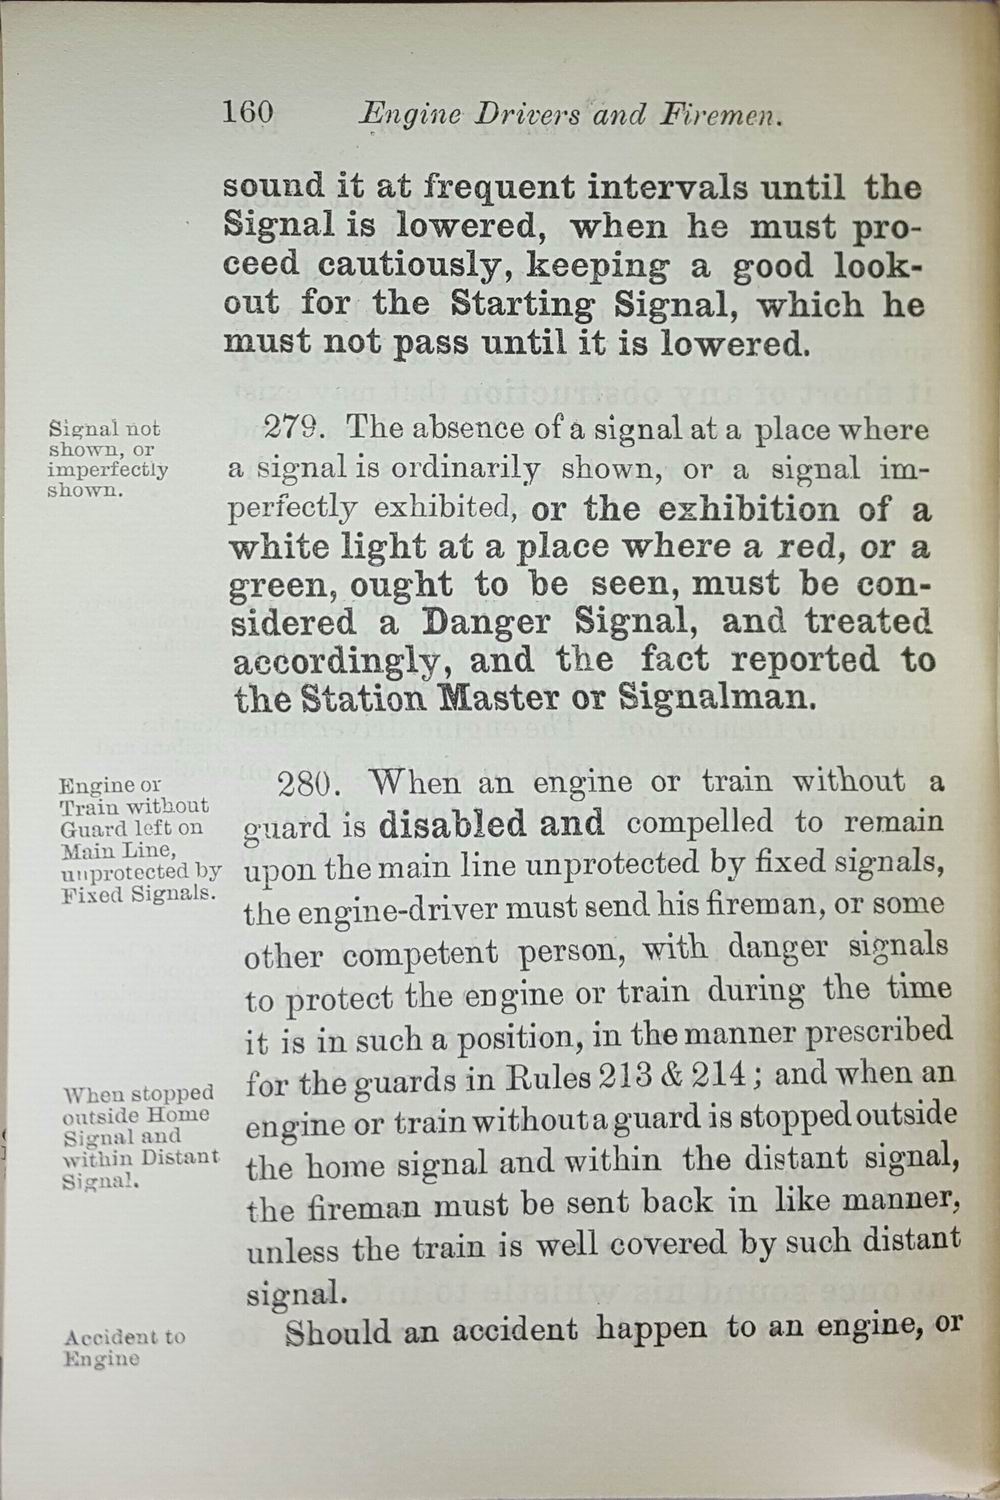 160 Engine Drivers and Firemen.
sound it at frequent intervals until the
Signal is lowered, when he must pro-
ceed cautiously, keeping a good look-
out for the Starting Signal, which he
must not pass until it is lowered.
Signal not
shown, or
imperfectly
shown.
279. The absence of a signal at a place where
a signal is ordinarily shown, or a signal im-
perfectly exhibited, or the exhibition of a
white light at a place where a red, or a
green, ought to be seen, must be con-
sidered a Danger Signal, and treated
accordingly, and the fact reported to
the Station Master or Signalman.
Engine or
Train without
Guard left on
Main Line,
unprotected by
Fixed Signals.
280. When an engine or train without a
guard is disabled and compelled to remain
upon the main line unprotected by fixed signals,
the engine-driver must send his fireman, or some
other competent person, with danger signals
to protect the engine or train during the time
it is in such a position, in the manner prescribed
for the guards in Rules 213 & 214; and when an
engine or train without a guard is stopped outside
the home signal and within the distant signal,
the fireman must be sent back in like manner,
unless the train is well covered by such distant
signal.
When stopped
outside Home
Signal and
within Distant
Signal.
Accident to
Engine
Should an accident happen to an engine, or